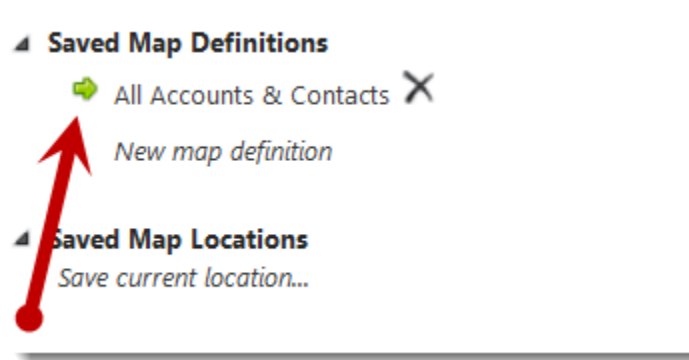 Saved Map Definitions
All Accounts & Contacts
New map definition
Saved Map Locations
Save current location...